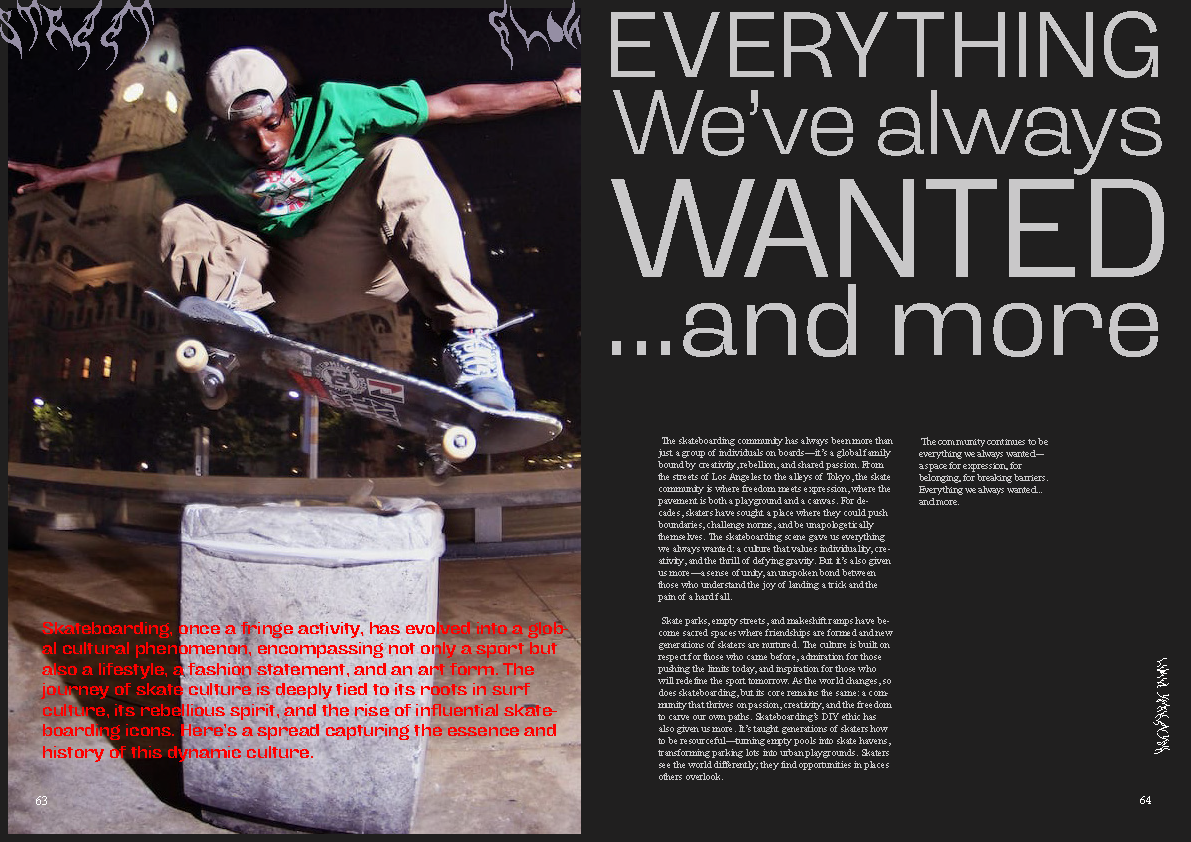 EVERYTHING
We've always
WANTED
...and more
Skateboarding, once a fringe activity, has evolved into a glob-
al cultural phenomenon, encompassing not only a sport but
also a lifestyle, a fashion statement, and an art form. The
journey of skate culture is deeply tied to its roots in surf
culture, its rebellious spirit, and the rise of influential skate-
boarding icons. Here's a spread capturing the essence and
history of this dynamic culture.
63
The skateboarding community has always been more than
just a group of individuals on boards—it's a global family
bound by creativity, rebellion, and shared passion. From
the streets of Los Angeles to the alleys of Tokyo, the skate
community is where freedom meets expression, where the
pavement is both a playground and a canvas. For de-
cades, skaters have sought a place where they could push
boundaries, challenge norms, and be unapologetically
themselves. The skateboarding scene gave us everything
we always wanted: a culture that values individuality, cre-
ativity, and the thrill of defying gravity. But it's also given
us more—a sense of unity, an unspoken bond between
those who understand the joy of landing a trick and the
pain of a hard fall.
Skate parks, empty streets, and makeshift ramps have be-
come sacred spaces where friendships are formed and new
generations of skaters are nurtured. The culture is built on
respect for those who came before, admiration for those
pushing the limits today, and inspiration for those who
will redefine the sport tomorrow. As the world changes, so
does skateboarding, but its core remains the same: a com-
munity that thrives on passion, creativity, and the freedom
to carve our own paths. Skateboarding's DIY ethic has
also given us more. It's taught generations of skaters how
to be resourceful—turning empty pools into skate havens,
transforming parking lots into urban playgrounds. Skaters
see the world differently; they find opportunities in places
others overlook.
The community continues to be
everything we always wanted—
a space for expression, for
belonging, for breaking barriers.
Everything we always wanted...
and more.
64